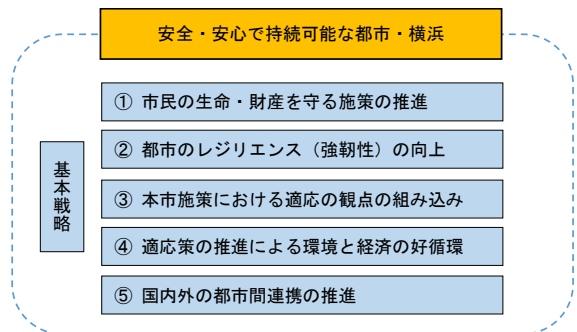 安全・安心で持続可能な都市・横浜
基本戦略
① 市民の生命・財産を守る施策の推進
② 都市のレジリエンス（強靭性）の向上
③ 本市施策における適応の観点の組み込み
④ 適応策の推進による環境と経済の好循環
⑤ 国内外の都市間連携の推進